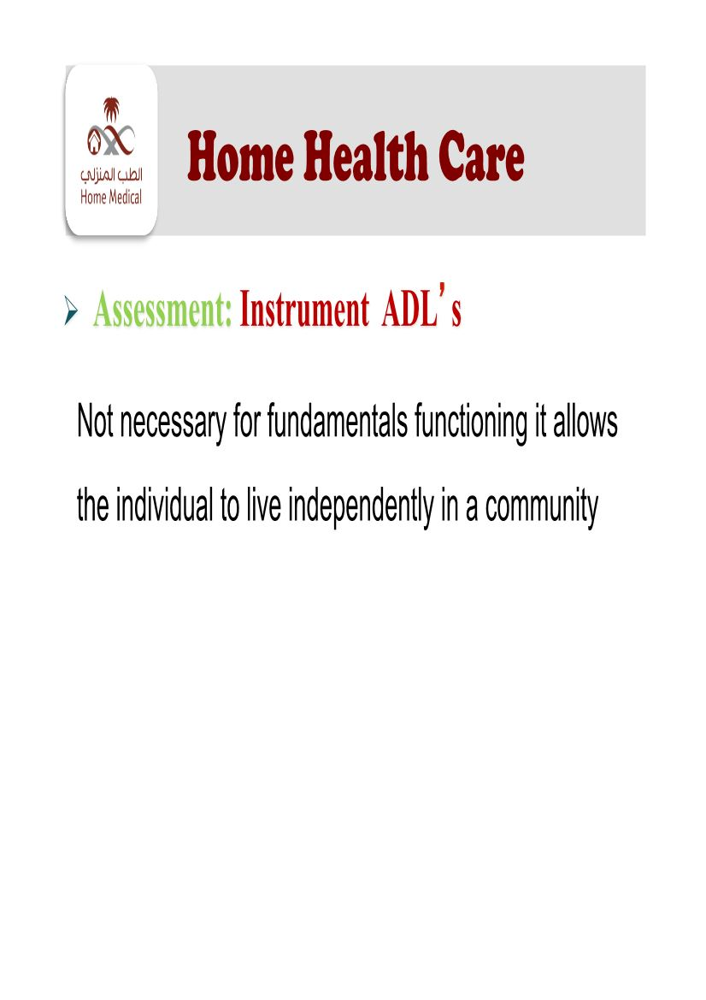 الطب المنزلي
Home Medical
Home Health Care
Assessment: Instrument ADL’s
Not necessary for fundamentals functioning it allows
the individual to live independently in a community